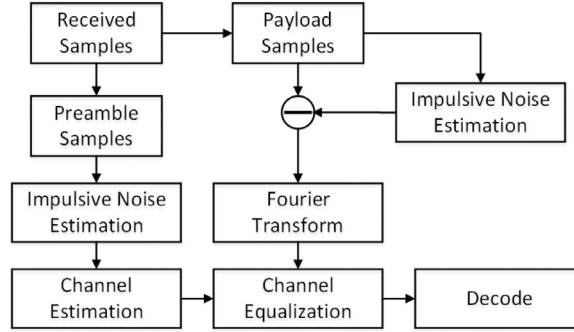 Received
Samples
Payload
Samples
Preamble
Samples
Impulsive Noise
Estimation
Impulsive Noise
Estimation
Fourier
Transform
Channel
Estimation
Channel
Equalization
Decode